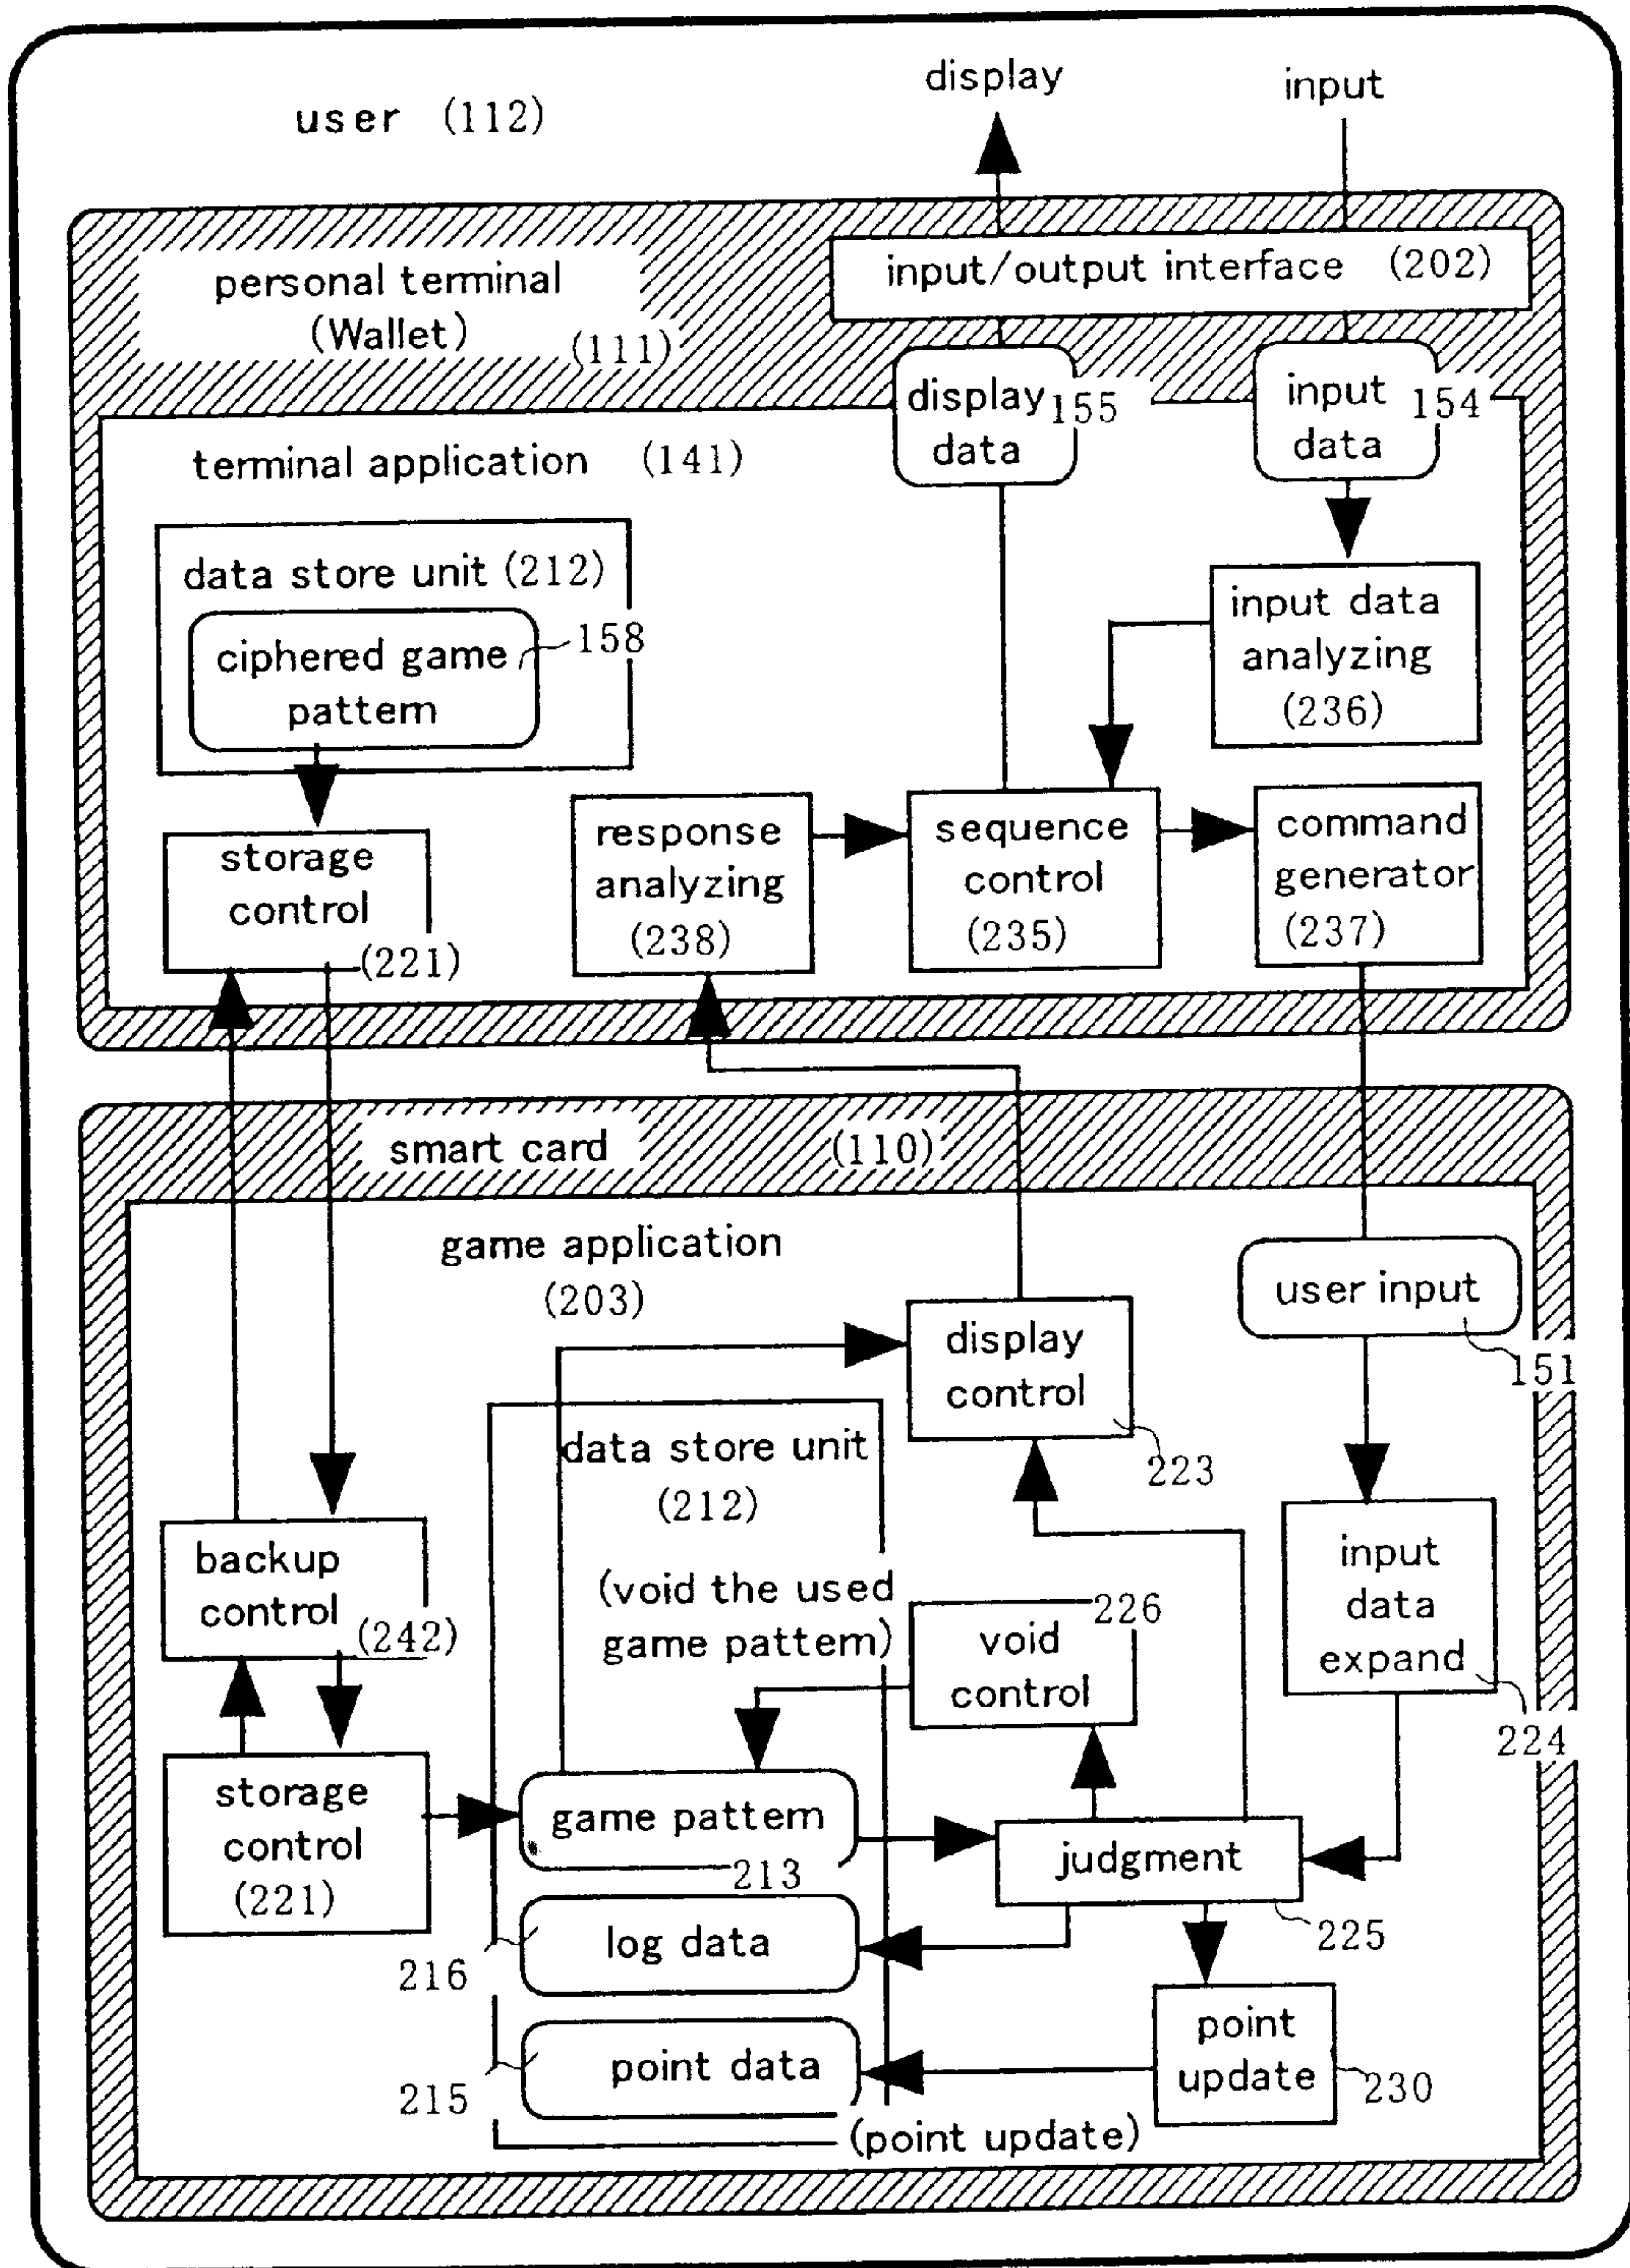 display
input
user (112)
input/output interface (202)
personal terminal
(Wallet)
(111)
display
data
155
input
data
154
terminal application (141)
data store unit (212)
ciphered game
pattern
158
input data
analyzing
(236)
storage
control
(221)
response
analyzing
(238)
sequence
control
(235)
command
generator
(237)
smart card (110)
game application
(203)
user input
151
display
control
223
data store unit
(212)
backup
control
(242)
(void the used
game pattern)
226
void
control
input
data
expand
224
storage
control
(221)
game pattern
213
judgment
225
log data
216
point
update
230
point data
215
(point update)